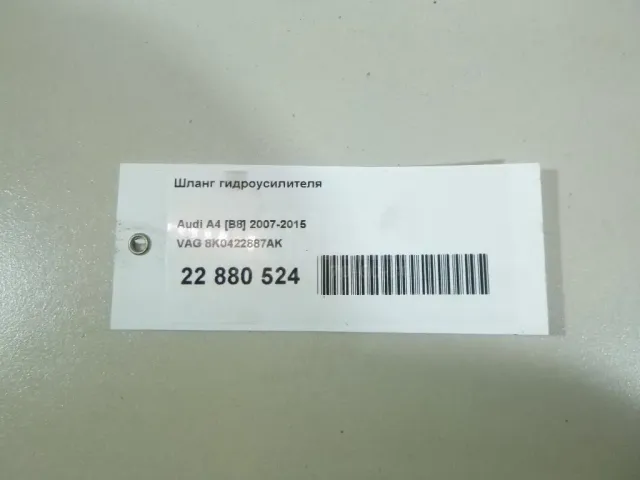 Шланг гидроусилителя
Audi A4 [B8] 2007-2015
VAG 8K0422887AK
22 880 524